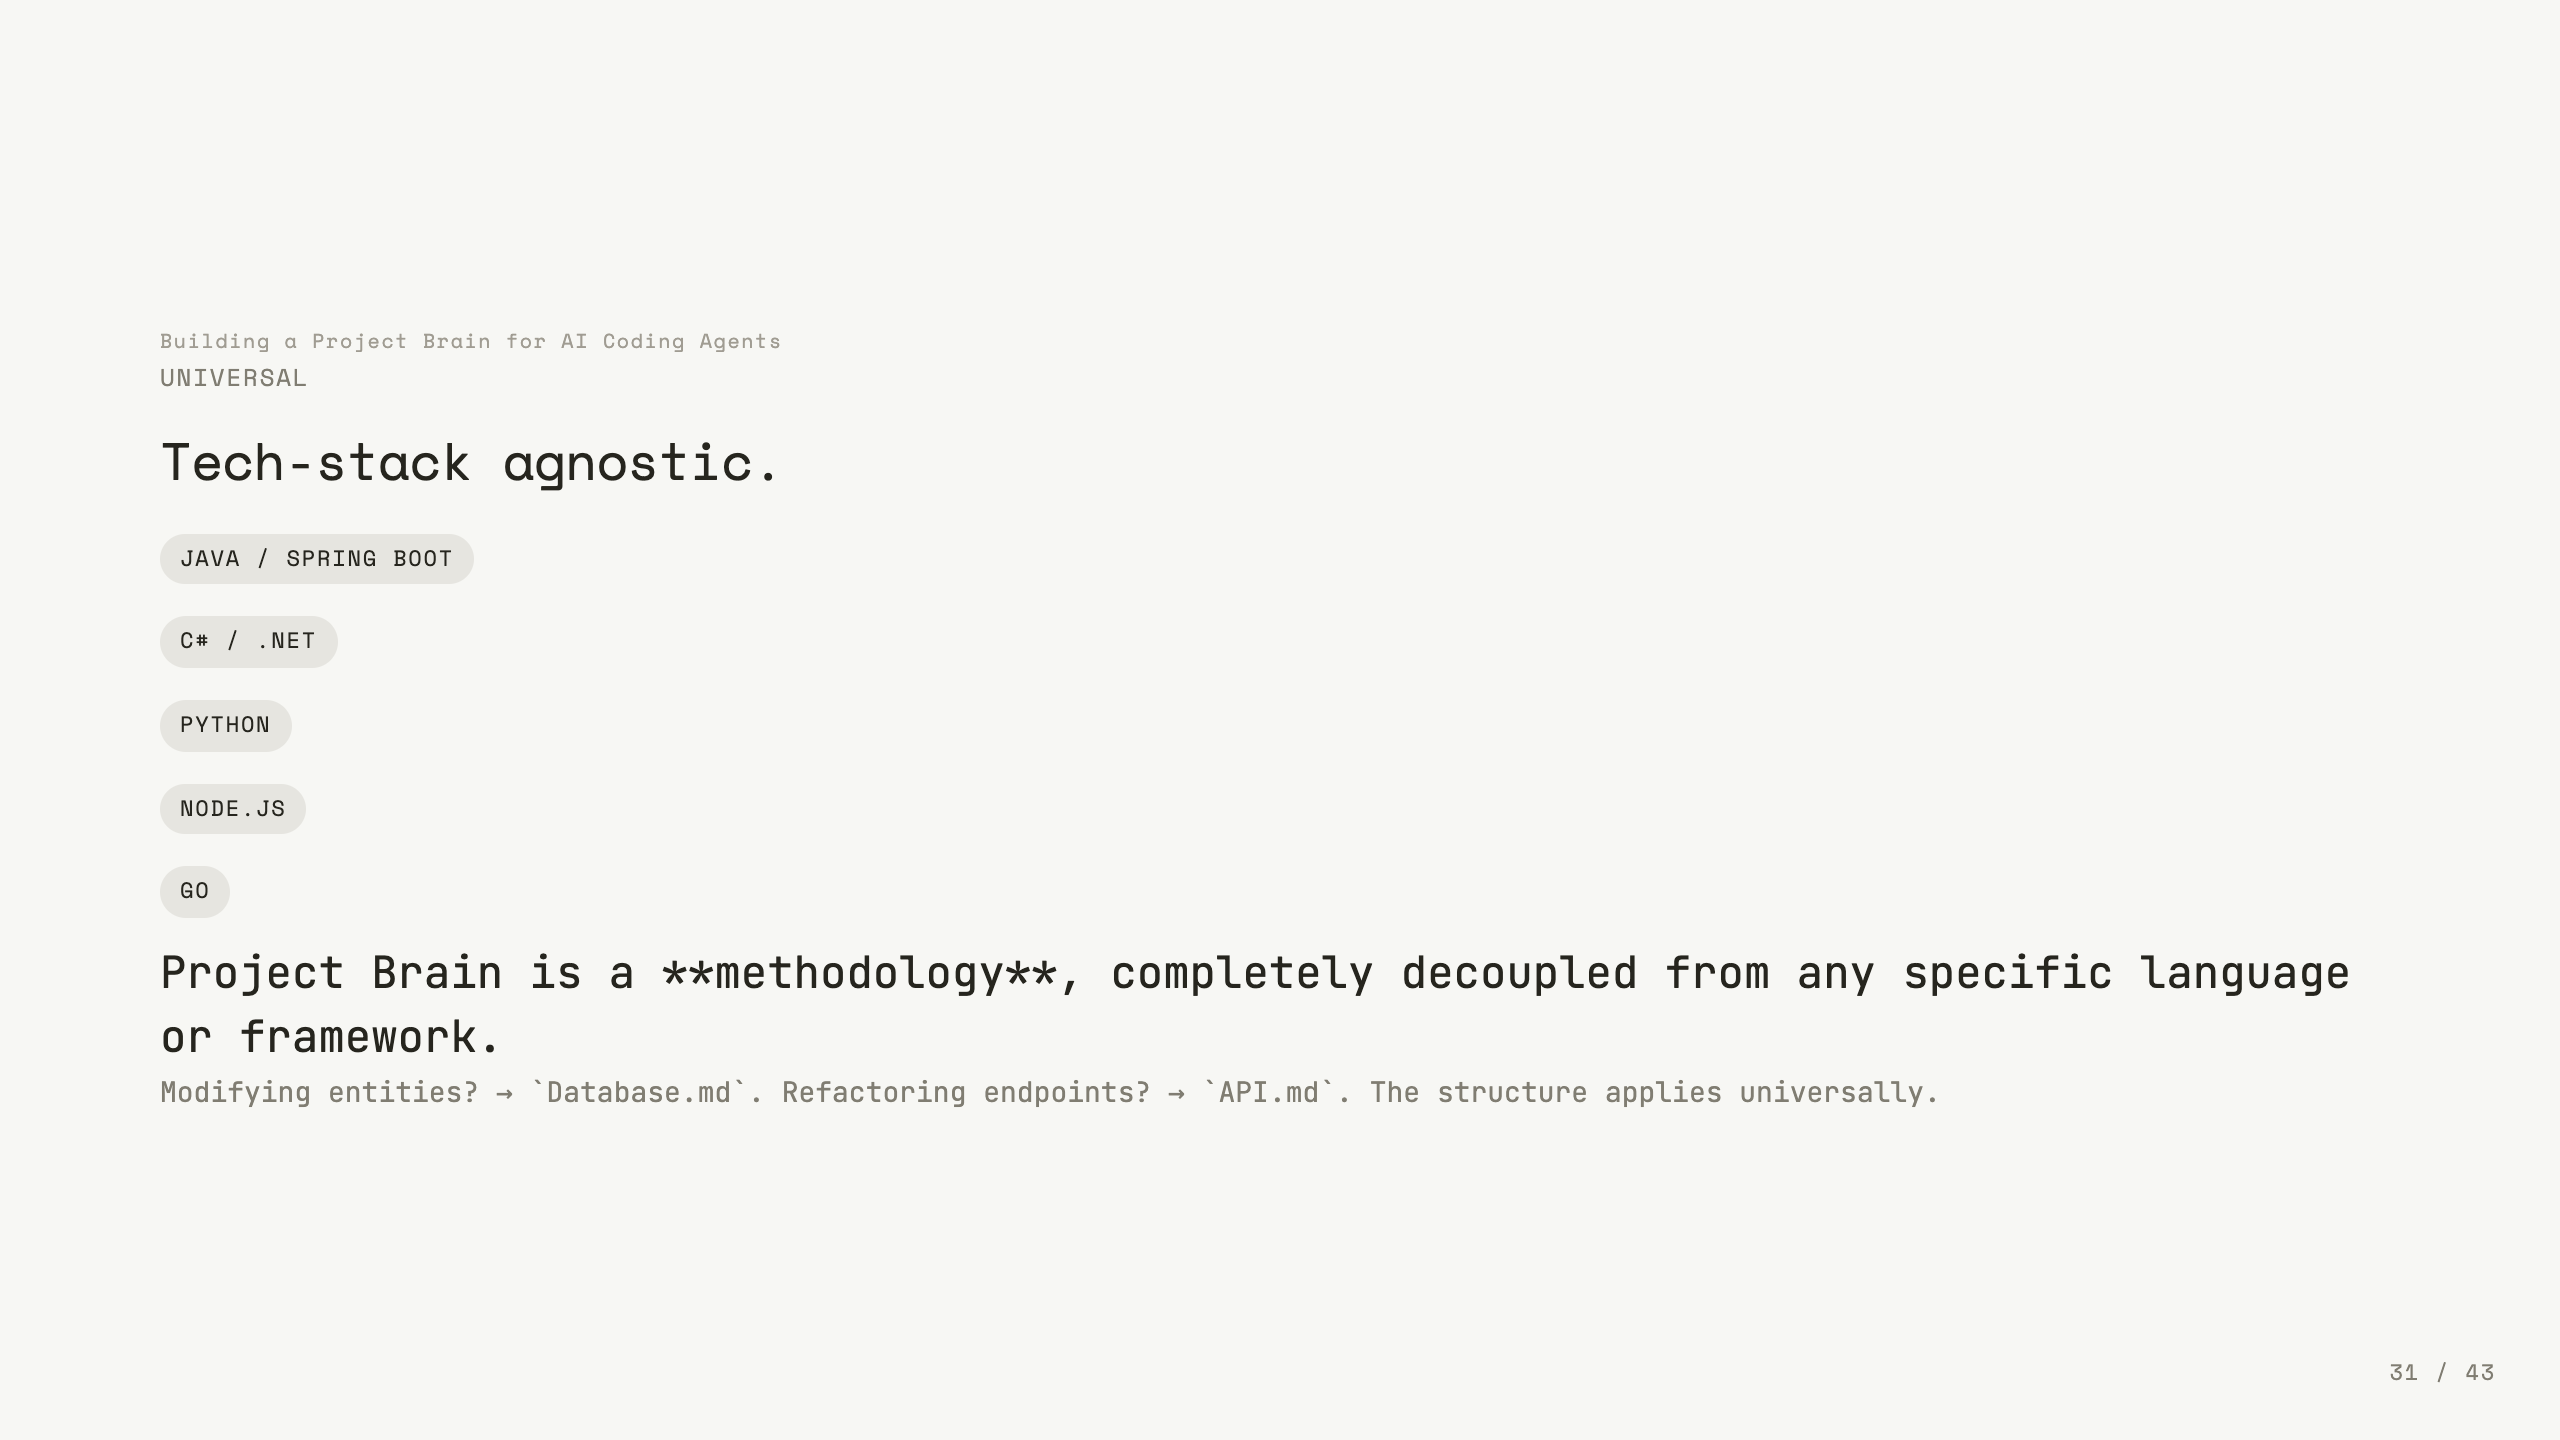 Building a Project Brain for AI Coding Agents
UNIVERSAL
Tech-stack agnostic.
JAVA / SPRING BOOT
C# / .NET
PYTHON
NODE.JS
GO
Project Brain is a **methodology**, completely decoupled from any specific language
or framework.
Modifying entities? → `Database.md`. Refactoring endpoints? → `API.md`. The structure applies universally.
31 / 43